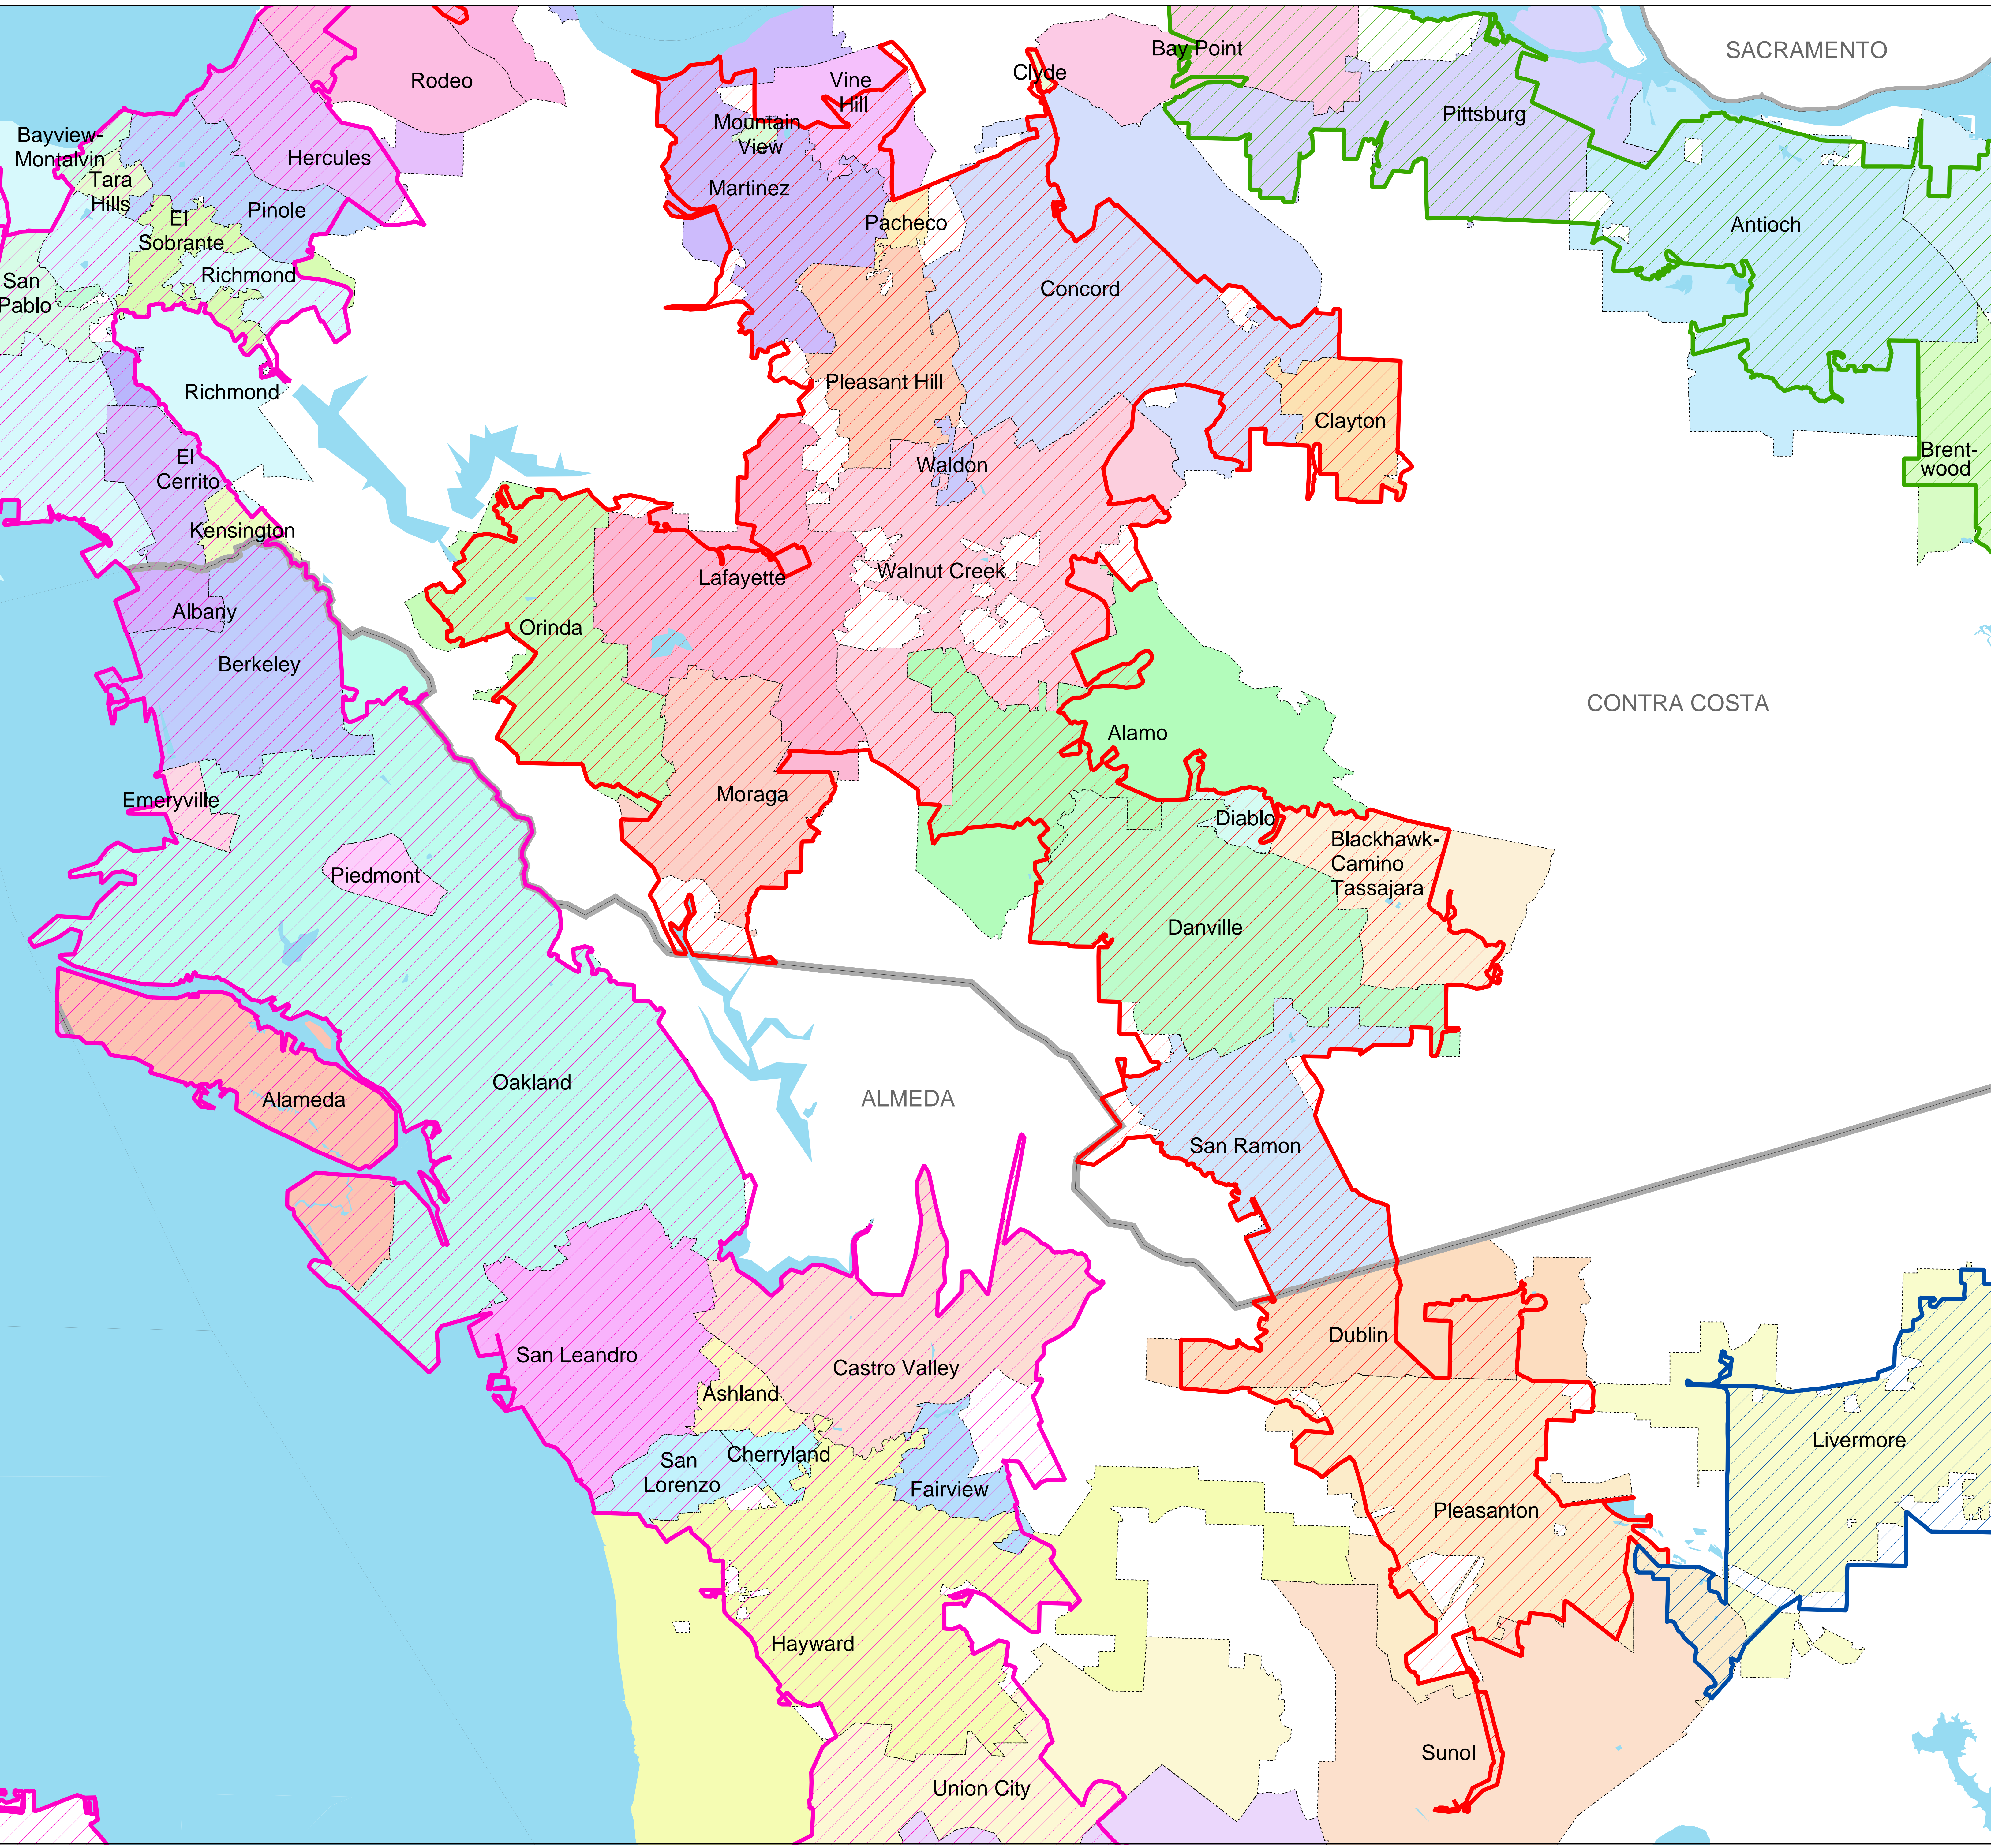 SACRAMENTO
Bay Point
Clyde
Rodeo
Vine
Hill
Pittsburg
Mountain
View
Bayview-
Montalvin
Hercules
Tara
Hills
Martinez
El
Sobrante
Pinole
Pacheco
Antioch
Richmond
San
Pablo
Concord
Richmond
Pleasant Hill
Clayton
Brent-
wood
El
Cerrito
Waldon
Kensington
Lafayette
Walnut Creek
Albany
Orinda
Berkeley
CONTRA COSTA
Alamo
Emeryville
Moraga
Diablo
Blackhawk-
Camino
Tassajara
Piedmont
Danville
Oakland
Alameda
ALMEDA
San Ramon
Dublin
San Leandro
Castro Valley
Ashland
Livermore
Cherryland
San
Lorenzo
Fairview
Pleasanton
Hayward
Sunol
Union City